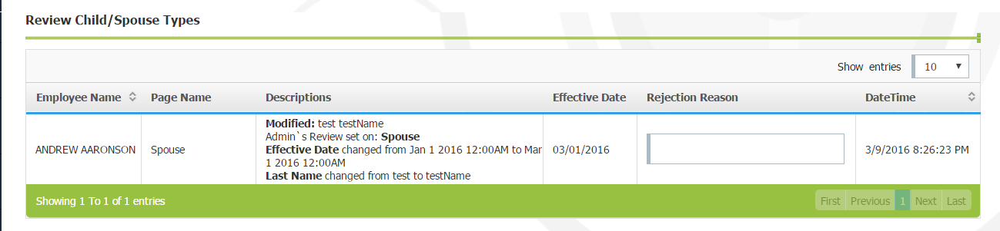 Review Child/Spouse Types
Show entries 10
Employee Name Page Name Descriptions Effective Date Rejection Reason DateTime
Modified: test testName
Admin`s Review set on: Spouse
ANDREW AARONSON Spouse Effective Date changed from Jan 1 2016 12:00AM to Mar 03/01/2016 3/9/2016 8:26:23 PM
1 2016 12:00AM
Last Name changed from test to testName
Showing 1 To 1 of 1 entries First Previous 1 Next Last